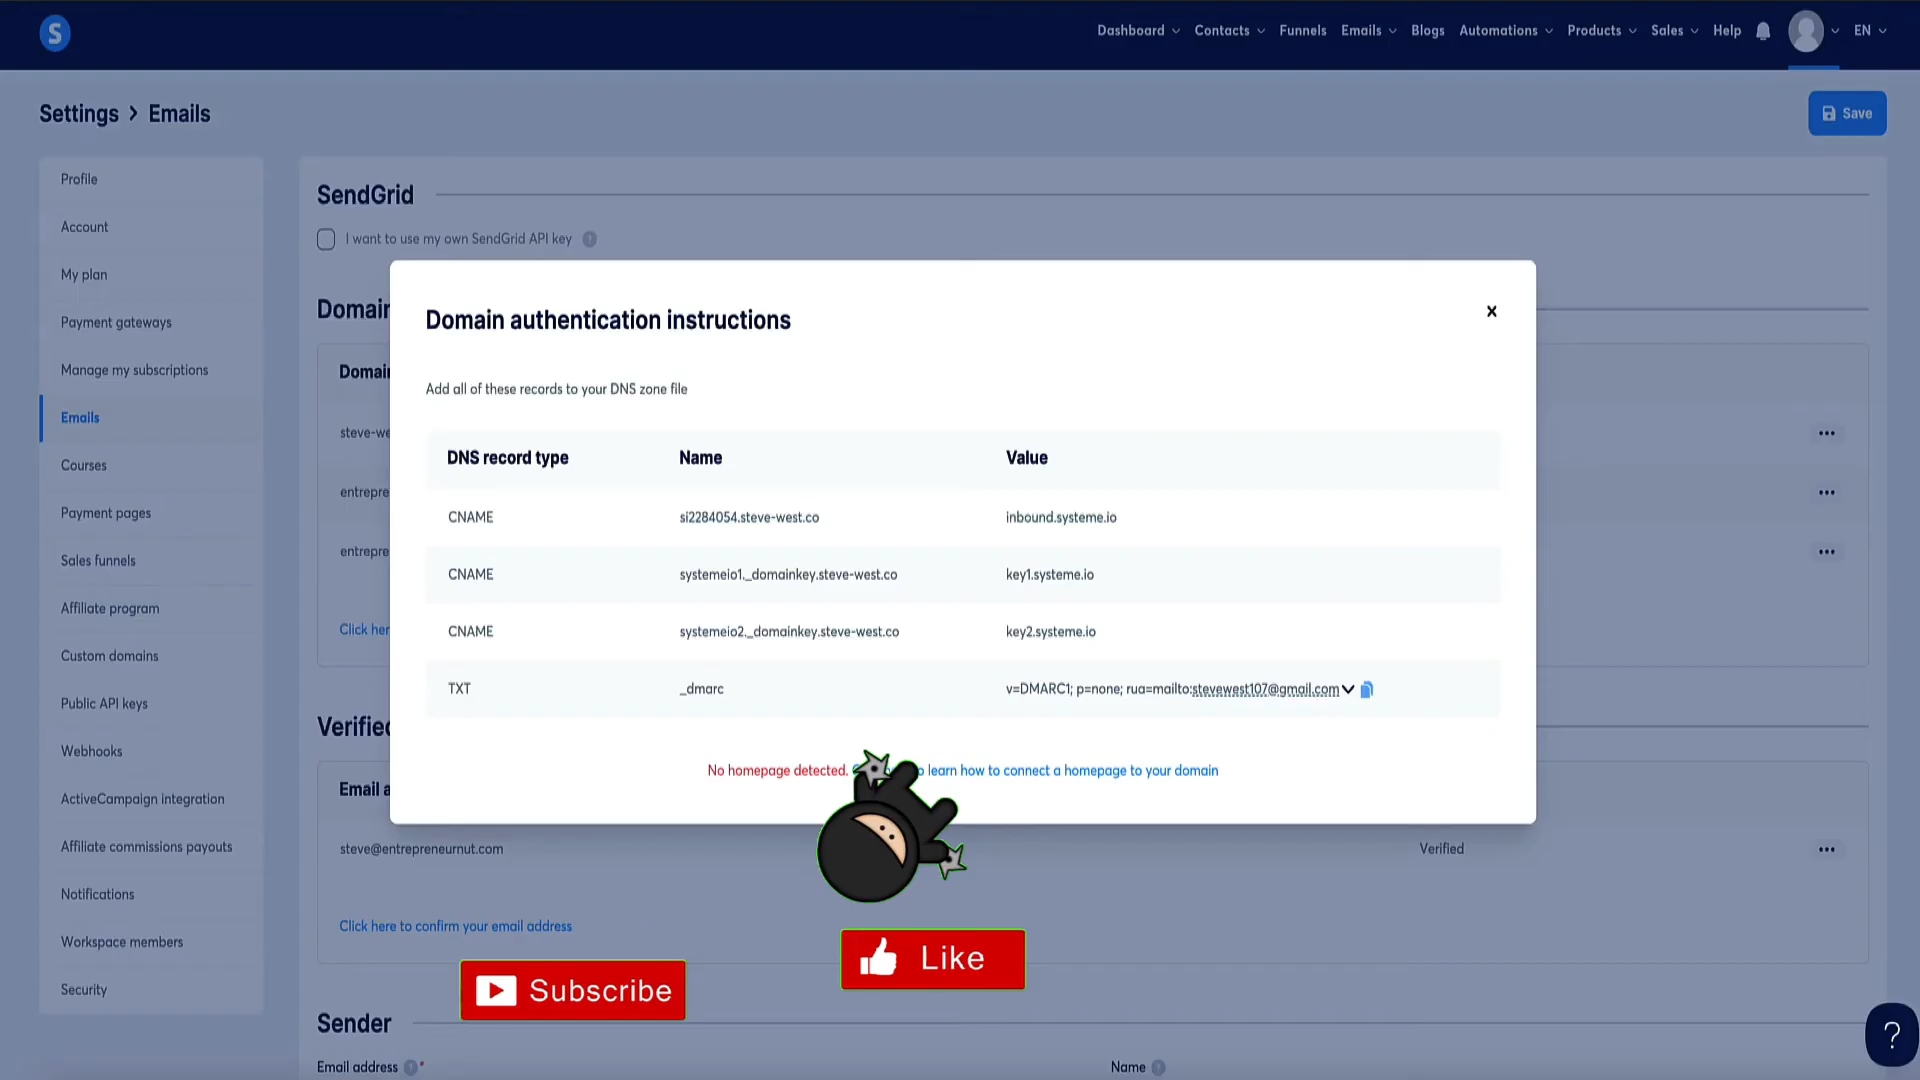 S
Dashboard Contacts Funnels Emails Blogs Automations Products Sales Help EN
Settings > Emails
Save
Profile
Account
My plan
Payment gateways
Manage my subscriptions
Emails
Courses
Payment pages
Sales funnels
Affiliate program
Custom domains
Public API keys
Webhooks
ActiveCampaign integration
Affiliate commissions payouts
Notifications
Workspace members
Security
SendGrid
I want to use my own SendGrid API key ?
Domain
Domain
steve-we
entrepre
entrepre
Click her
Domain authentication instructions
x
Add all of these records to your DNS zone file
DNS record type Name Value
CNAME si2284054.steve-west.co inbound.systeme.io
CNAME systemeio1._domainkey.steve-west.co key1.systeme.io
CNAME systemeio2._domainkey.steve-west.co key2.systeme.io
TXT _dmarc v=DMARC1; p=none; rua=mailto:stevewest107@gmail.com
No homepage detected. learn how to connect a homepage to your domain
Verified
Email a
steve@entrepreneurnut.com Verified
Click here to confirm your email address
Like
Subscribe
Sender
Email address ?* Name ?
?